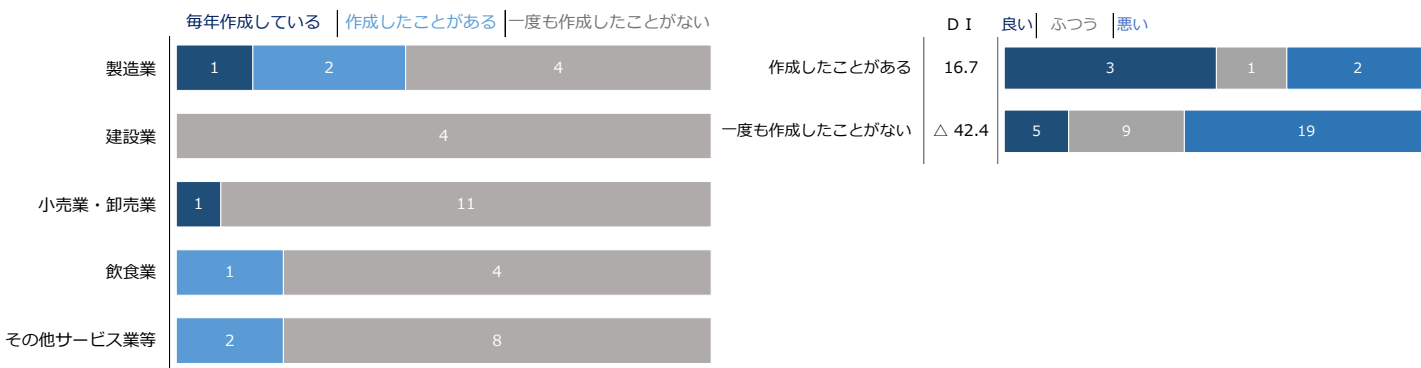 毎年作成している 作成したことがある 一度も作成したことがない
製造業 1 2 4
建設業 4
小売業・卸売業 1 11
飲食業 1 4
その他サービス業等 2 8
ＤＩ 良い ふつう 悪い
作成したことがある 16.7 3 1 2
一度も作成したことがない △ 42.4 5 9 19